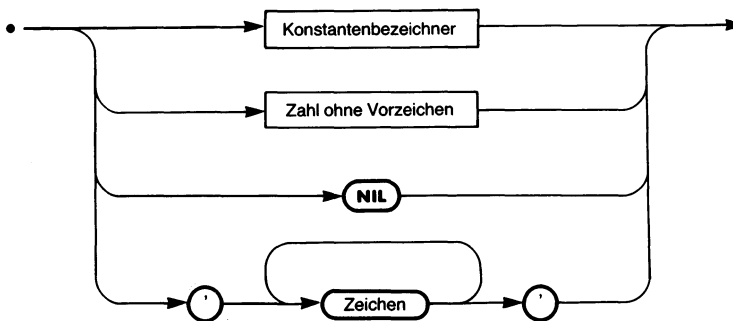 Konstantenbezeichner
Zahl ohne Vorzeichen
NIL
' Zeichen '